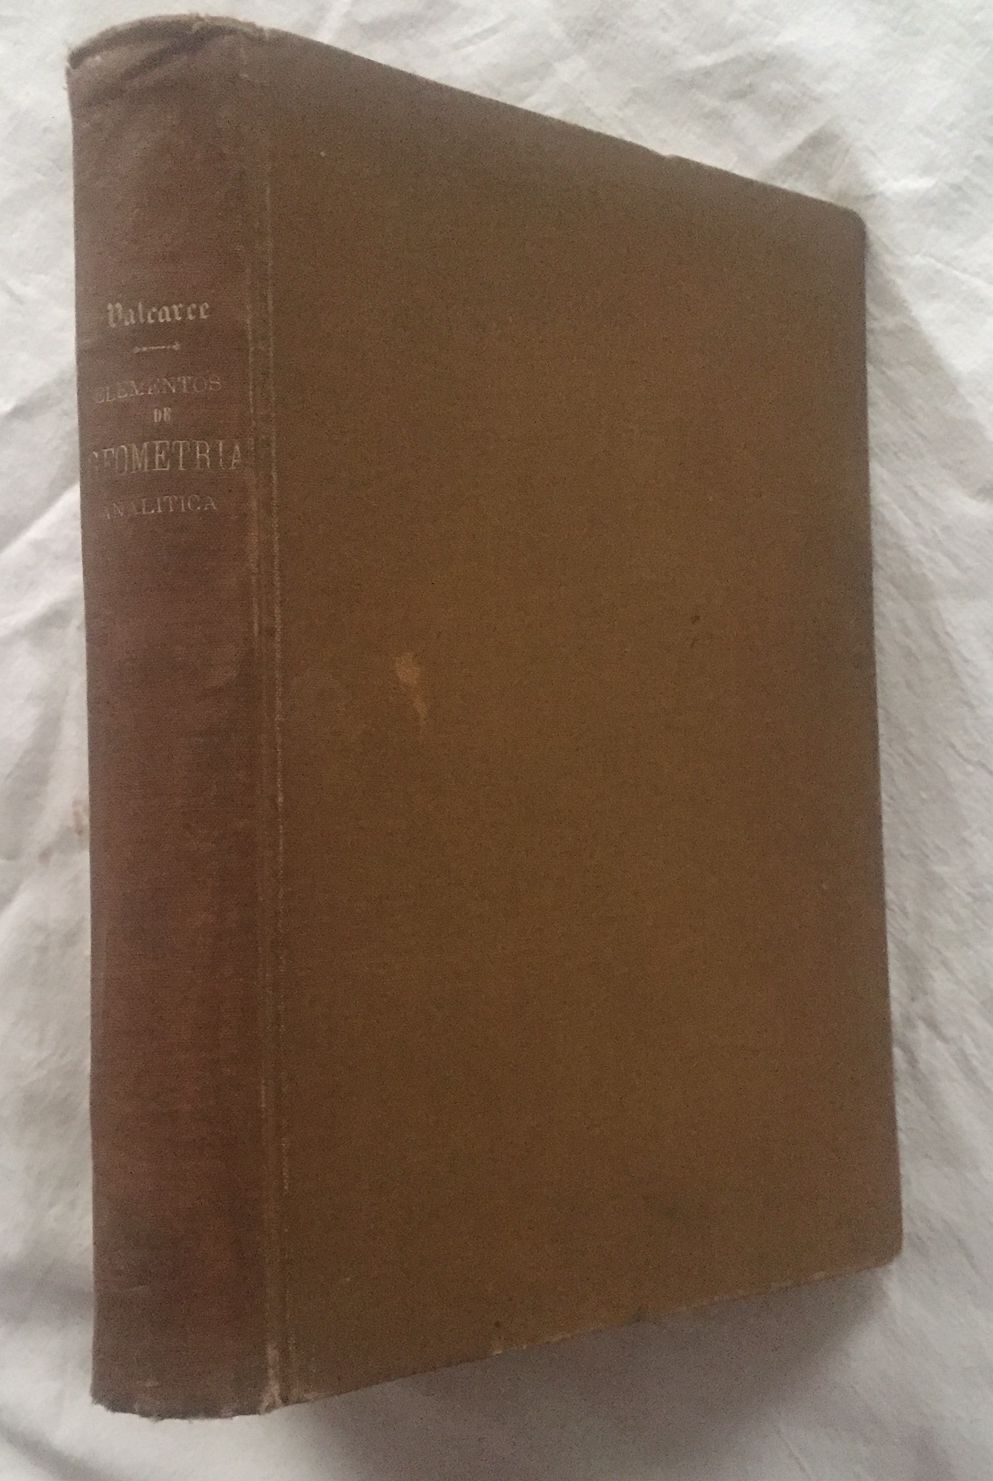 Valcarce
ELEMENTOS
DE
GEOMETRIA
ANALITICA